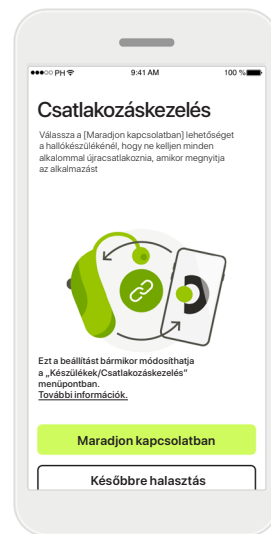 ●●●○○ PH 9:41 AM 100 %
Csatlakozáskezelés
Válassza a [Maradjon kapcsolatban] lehetőséget
a hallókészülékénél, hogy ne kelljen minden
alkalommal újracsatlakoznia, amikor megnyitja
az alkalmazást
Ezt a beállítást bármikor módosíthatja
a „Készülékek/Csatlakozáskezelés”
menüpontban.
További információk.
Maradjon kapcsolatban
Későbbre halasztás